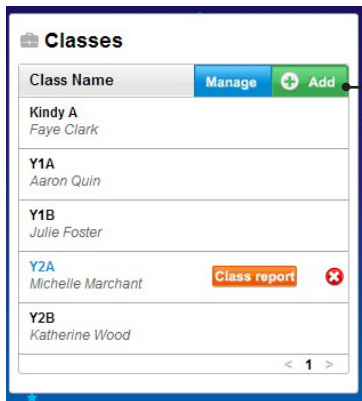 Classes
Class Name Manage Add
Kindy A
Faye Clark
Y1A
Aaron Quin
Y1B
Julie Foster
Y2A
Michelle Marchant Class report
Y2B
Katherine Wood
< 1 >